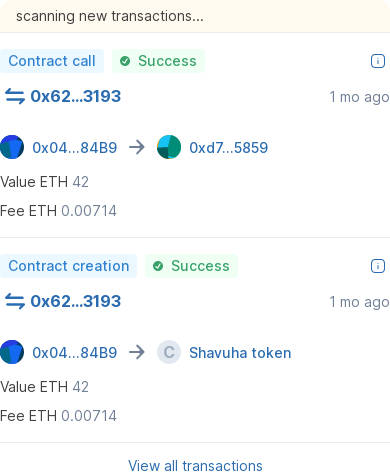 scanning new transactions...
Contract call Success
0x62...3193 1 mo ago
0x04...84B9 → 0xd7...5859
Value ETH 42
Fee ETH 0.00714
Contract creation Success
0x62...3193 1 mo ago
0x04...84B9 → C Shavuha token
Value ETH 42
Fee ETH 0.00714
View all transactions